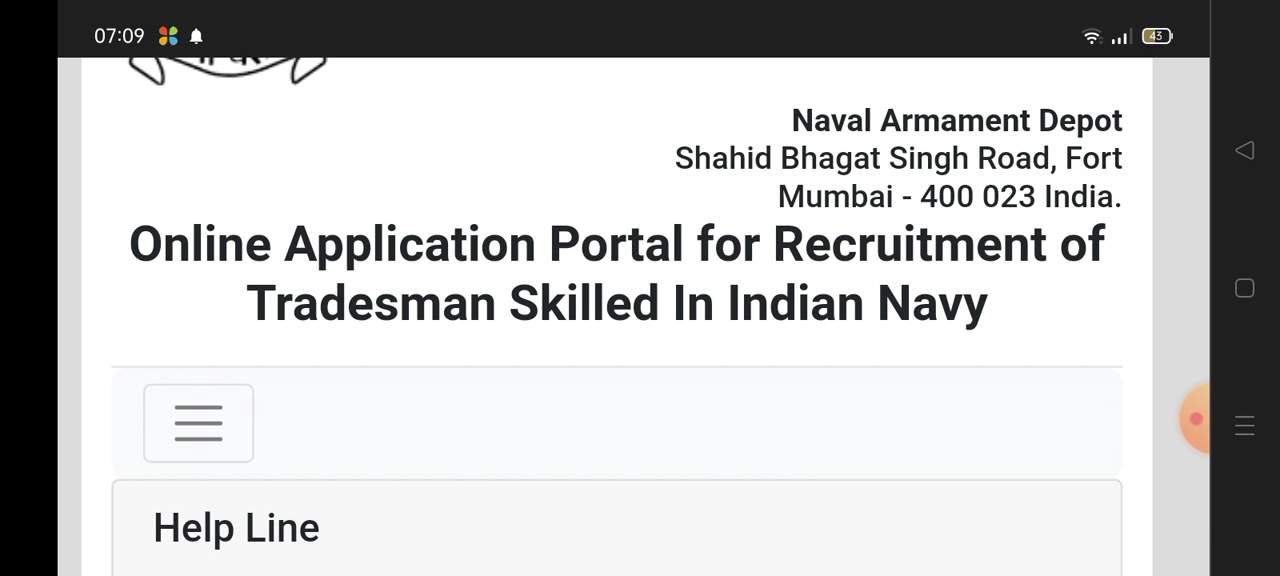 07:09
43
Naval Armament Depot
Shahid Bhagat Singh Road, Fort
Mumbai - 400 023 India.
Online Application Portal for Recruitment of
Tradesman Skilled In Indian Navy
Help Line